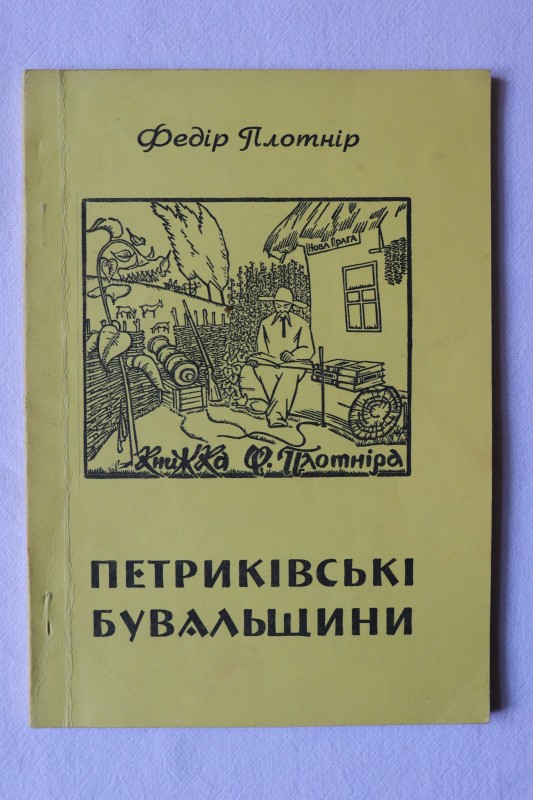 Федір Плотнір
НОВА ПРАГА
Книжка Ф. Плотніра
ПЕТРИКІВСЬКІ
БУВАЛЬЩИНИ